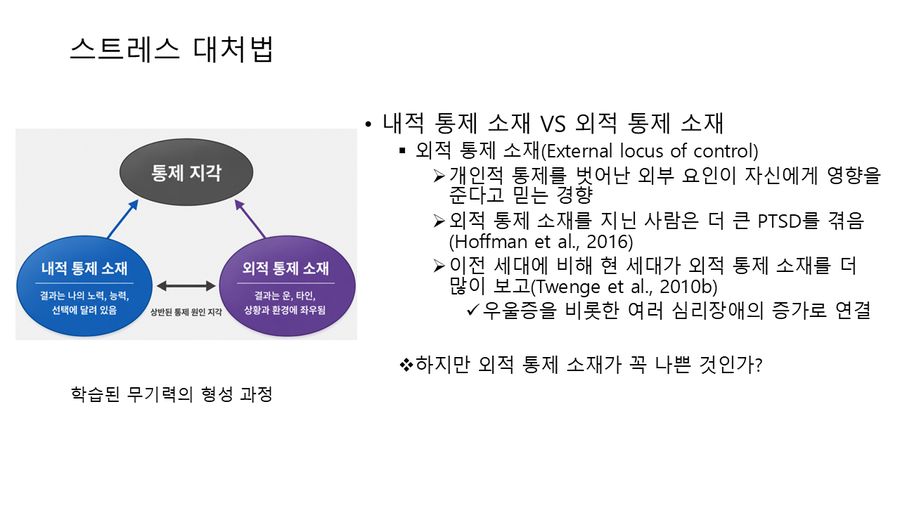 스트레스 대처법
통제 지각
내적 통제 소재
결과는 나의 노력, 능력,
선택에 달려 있음
상반된 통제 원인 지각
외적 통제 소재
결과는 운, 타인,
상황과 환경에 좌우됨
학습된 무기력의 형성 과정
• 내적 통제 소재 VS 외적 통제 소재
▪ 외적 통제 소재(External locus of control)
➢개인적 통제를 벗어난 외부 요인이 자신에게 영향을
준다고 믿는 경향
➢외적 통제 소재를 지닌 사람은 더 큰 PTSD를 겪음
(Hoffman et al., 2016)
➢이전 세대에 비해 현 세대가 외적 통제 소재를 더
많이 보고(Twenge et al., 2010b)
✓우울증을 비롯한 여러 심리장애의 증가로 연결
❖하지만 외적 통제 소재가 꼭 나쁜 것인가?